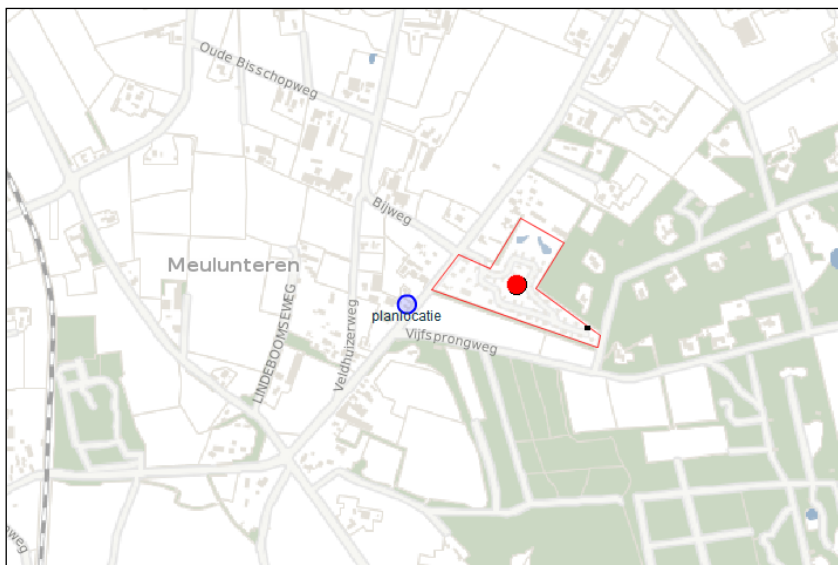 Oude Bisschopweg
Bijweg
Meulunteren
planlocatie
Vijfsprongweg
LINDEBOOMSEWEG
Veldhuizerweg